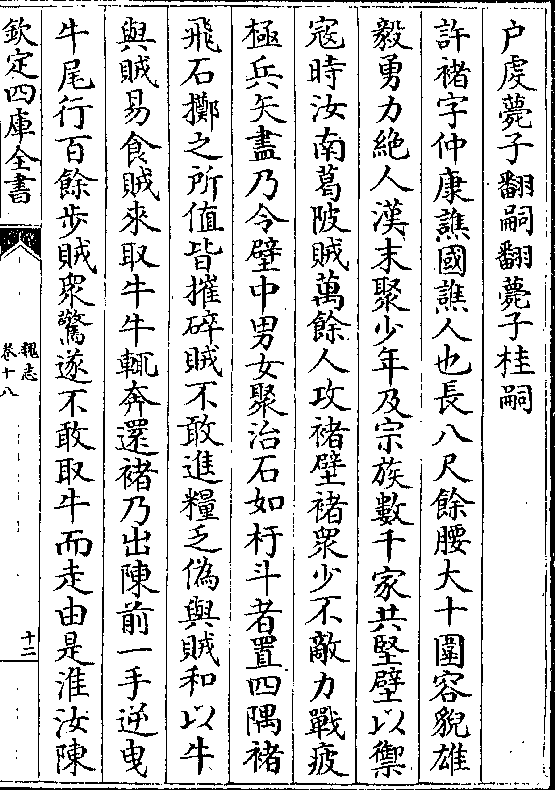 户䖍薨子翻嗣翻薨子桂嗣
許褚字仲康譙國譙人也長八尺餘腰大十圍容貌雄
毅勇力絶人漢末聚少年及宗族數千家共堅壁以禦
寇時汝南葛陂賊萬餘人攻褚壁褚衆少不敵力戰疲
極兵矢盡乃令壁中男女聚治石如杅斗者置四隅褚
飛石擲之所值皆摧碎賊不敢進糧乏偽與賊和以牛
與賊易食賊來取牛牛輒奔還褚乃出陳前一手逆曳
牛尾行百餘步賊衆驚遂不敢取牛而走由是淮汝陳
欽定四庫全書
魏志
卷十八
十二